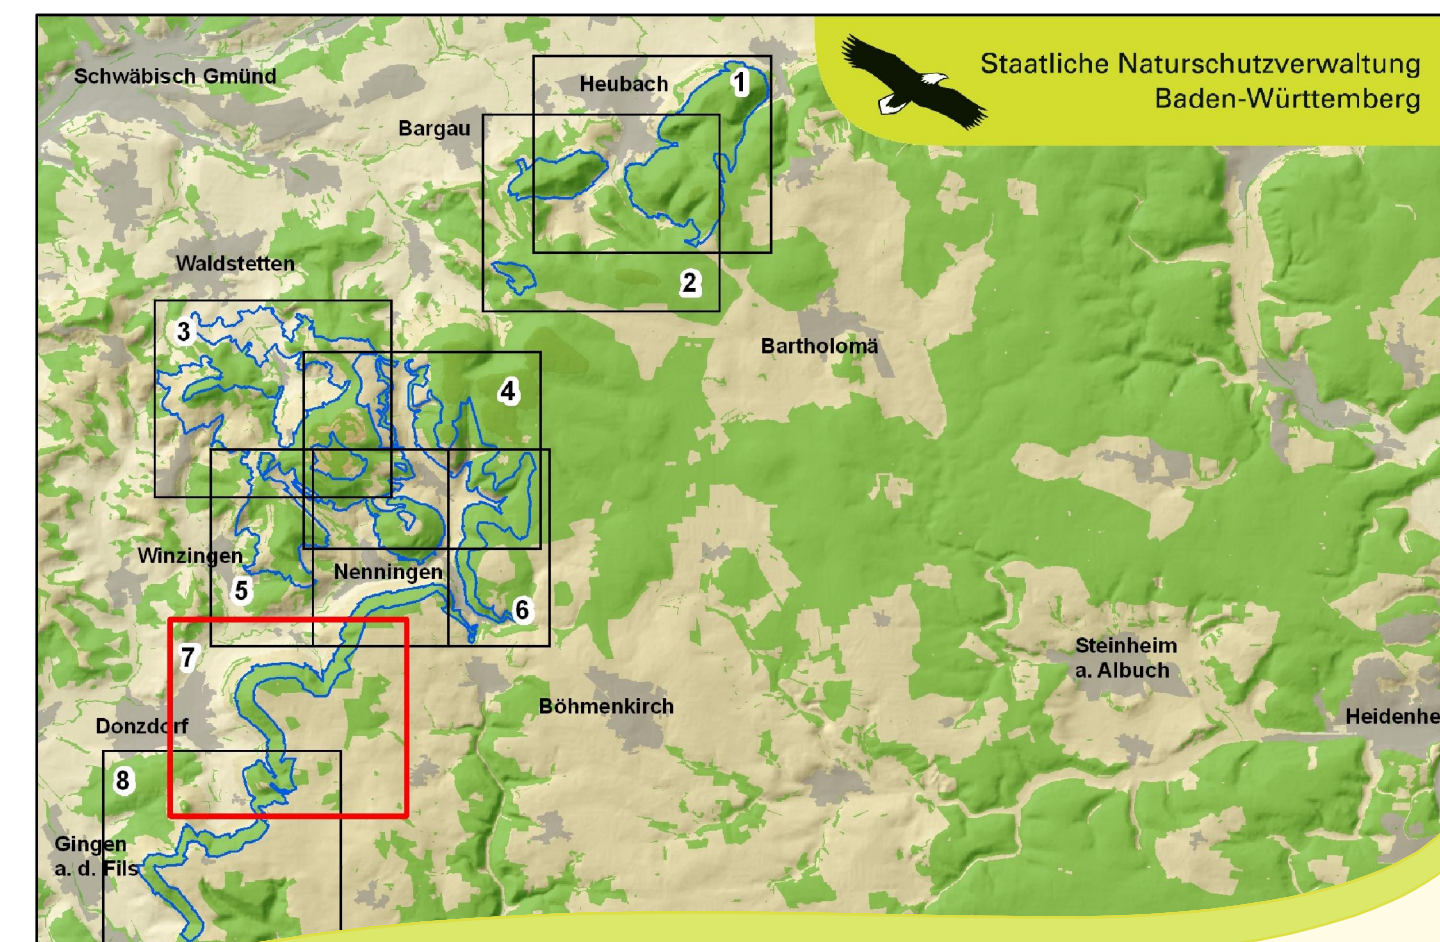 Staatliche Naturschutzverwaltung
Baden-Württemberg
Schwäbisch Gmünd
Heubach
1
Bargau
Waldstetten
2
3
Bartholomä
4
Winzingen
Nenningen
5
6
Steinheim
a. Albuch
7
Böhmenkirch
Heidenhe
Donzdorf
8
Gingen
a. d. Fils